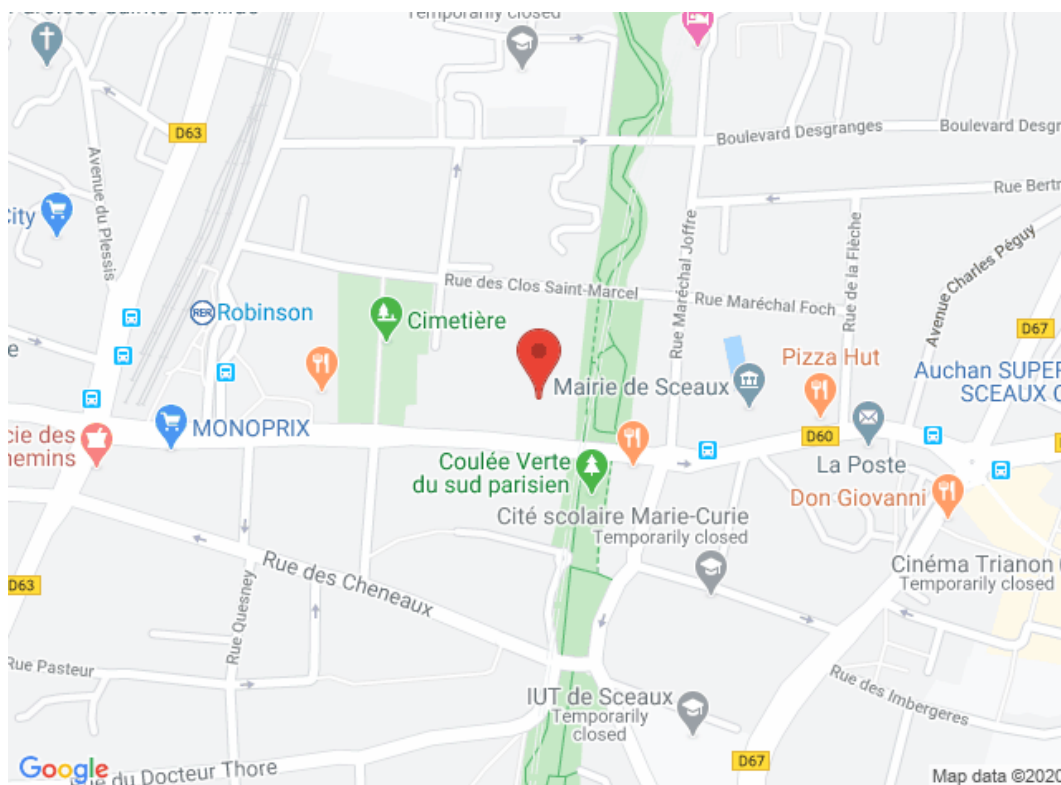 Temporarily closed
D63
Boulevard Desgranges
Boulevard Desgr
Avenue du Plessis
Rue Bertr
City
Rue des Clos Saint-Marcel
Rue Maréchal Joffre
Rue Maréchal Foch
Rue de la Flèche
Avenue Charles Péguy
RER
Robinson
Cimetière
D67
Pizza Hut
Mairie de Sceaux
Auchan SUPER
SCEAUX C
MONOPRIX
cie des
hemins
D60
La Poste
Coulée Verte
du sud parisien
Don Giovanni
Cité scolaire Marie-Curie
Temporarily closed
Cinéma Trianon
Temporarily closed
Rue des Cheneaux
D63
Rue Quesney
Rue Pasteur
IUT de Sceaux
Temporarily
closed
Rue des Imbergeres
D67
Google
du Docteur Thore
Map data ©2020